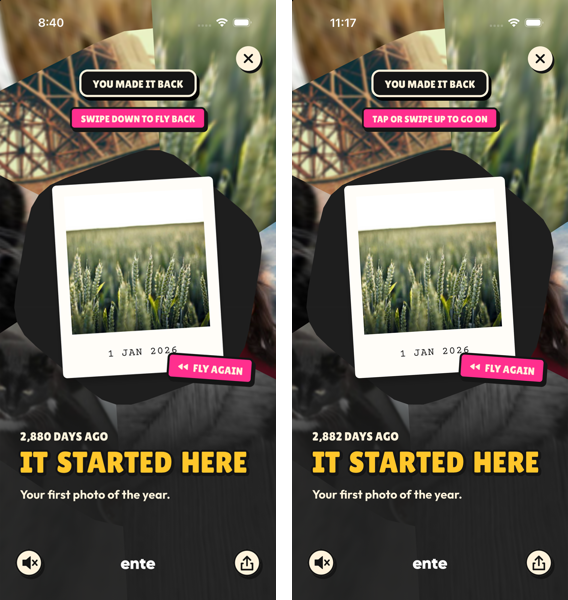 8:40
YOU MADE IT BACK
SWIPE DOWN TO FLY BACK
1 JAN 2026
FLY AGAIN
2,880 DAYS AGO
IT STARTED HERE
Your first photo of the year.
ente
11:17
YOU MADE IT BACK
TAP OR SWIPE UP TO GO ON
1 JAN 2026
FLY AGAIN
2,882 DAYS AGO
IT STARTED HERE
Your first photo of the year.
ente